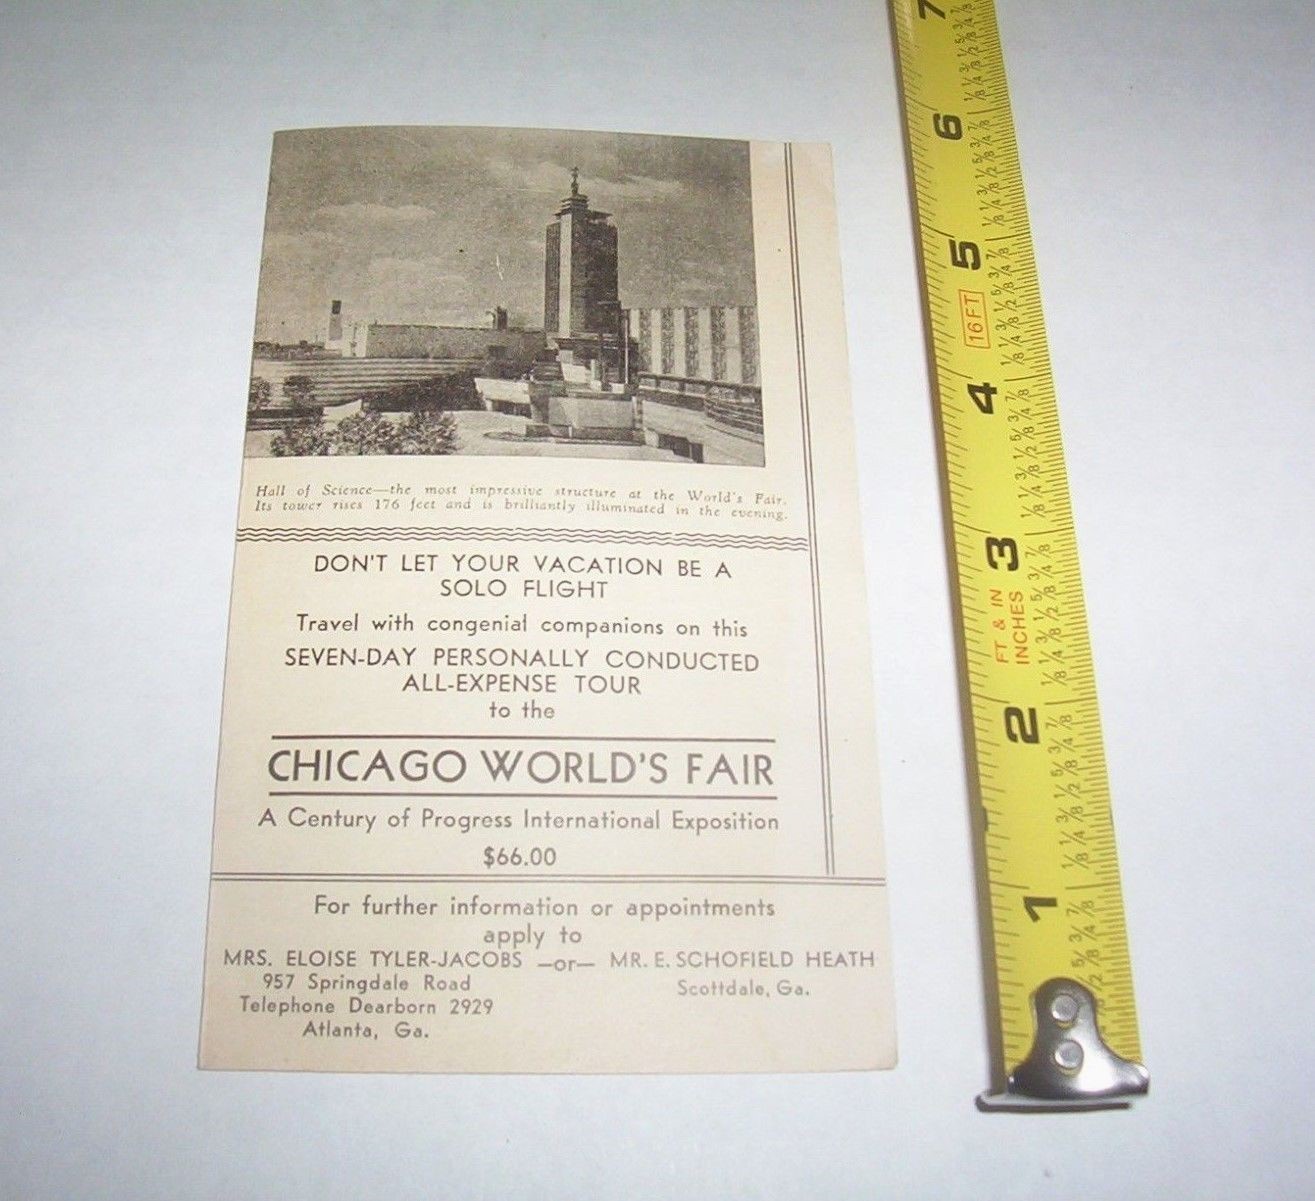 Hall of Science—the most impressive structure at the World's Fair.
Its tower rises 176 feet and is brilliantly illuminated in the evening.
DON'T LET YOUR VACATION BE A
SOLO FLIGHT
Travel with congenial companions on this
SEVEN-DAY PERSONALLY CONDUCTED
ALL-EXPENSE TOUR
to the
CHICAGO WORLD'S FAIR
A Century of Progress International Exposition
$66.00
For further information or appointments
apply to
MRS. ELOISE TYLER-JACOBS —or— MR. E. SCHOFIELD HEATH
957 Springdale Road
Scottdale, Ga.
Telephone Dearborn 2929
Atlanta, Ga.
7
6
5
16FT
4
3
FT & IN
INCHES
2
1